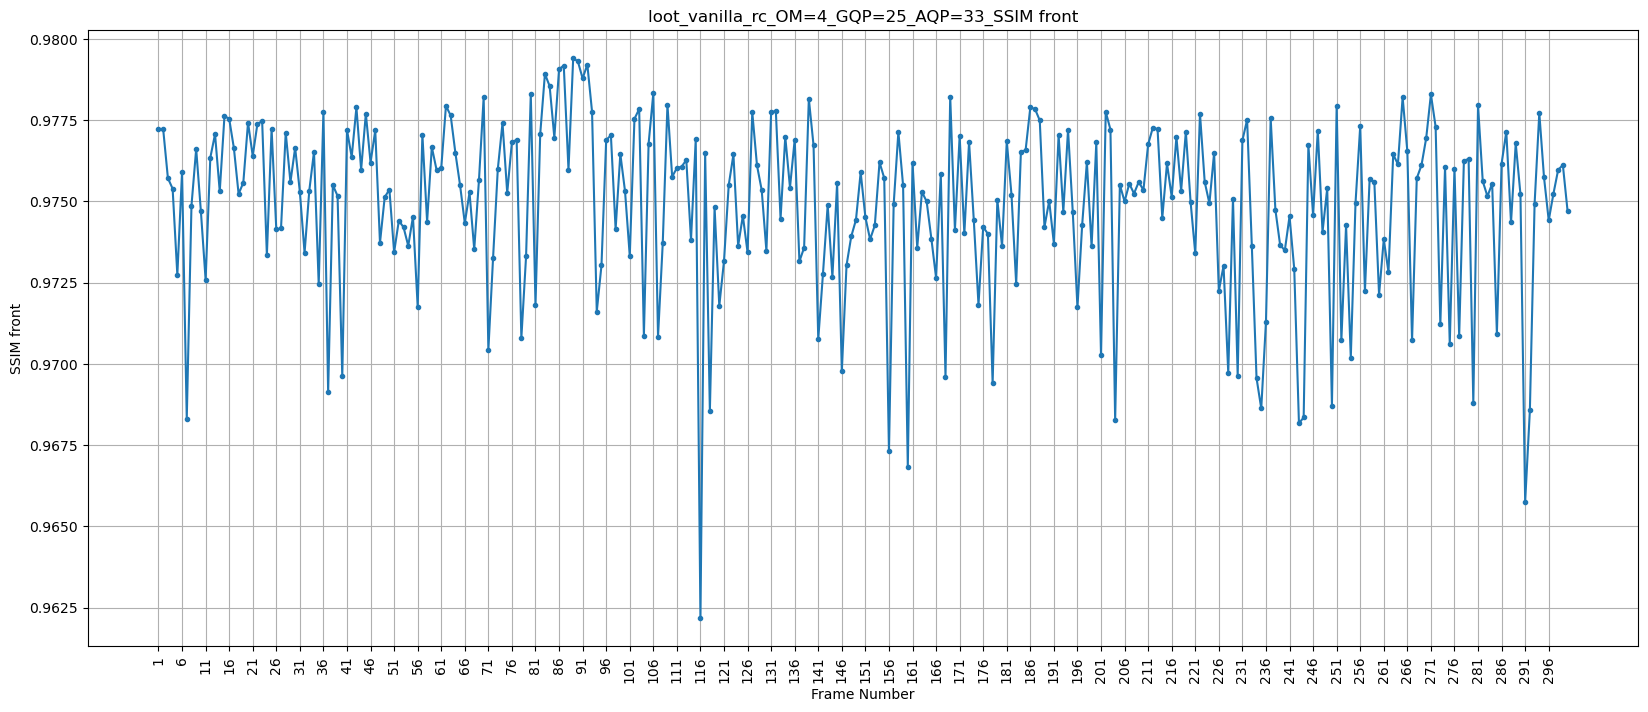 loot_vanilla_rc_OM=4_GQP=25_AQP=33_SSIM front
0.9800
0.9775
0.9750
0.9725
0.9700
0.9675
0.9650
0.9625
SSIM front
1 6 11 16 21 26 31 36 41 46 51 56 61 66 71 76 81 86 91 96 101 106 111 116 121 126 131 136 141 146 151 156 161 166 171 176 181 186 191 196 201 206 211 216 221 226 231 236 241 246 251 256 261 266 271 276 281 286 291 296
Frame Number